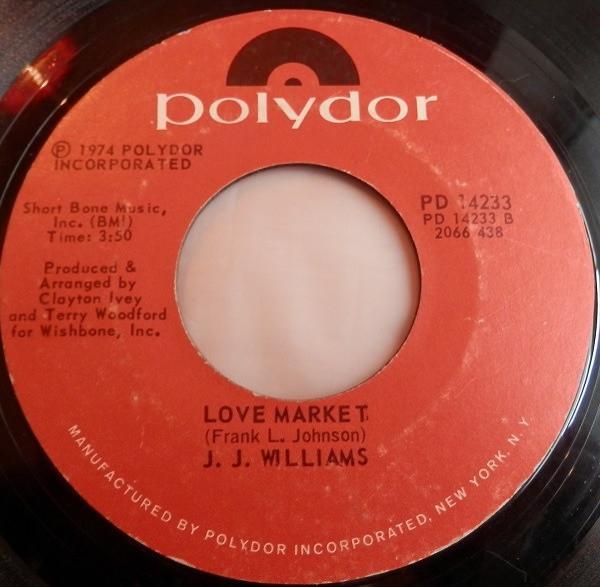 polydor
Ⓟ 1974 POLYDOR
INCORPORATED
Short Bone Music,
Inc. (BMI)
Time: 3:50
Produced &
Arranged by
Clayton Ivey
and Terry Woodford
for Wishbone, Inc.
PD 14233
PD 14233 B
2066 438
LOVE MARKET
(Frank L. Johnson)
J. J. WILLIAMS
MANUFACTURED BY POLYDOR INCORPORATED, NEW YORK, N. Y.